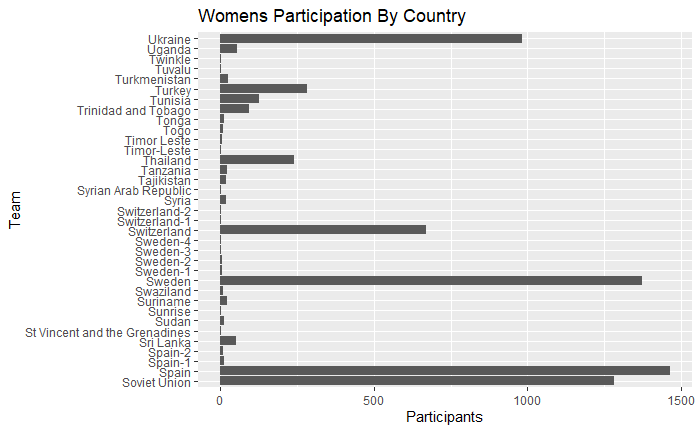 Womens Participation By Country
Ukraine
Uganda
Twinkle
Tuvalu
Turkmenistan
Turkey
Tunisia
Trinidad and Tobago
Tonga
Togo
Timor Leste
Timor-Leste
Thailand
Tanzania
Tajikistan
Syrian Arab Republic
Syria
Switzerland-2
Switzerland-1
Switzerland
Sweden-4
Sweden-3
Sweden-2
Sweden-1
Sweden
Swaziland
Suriname
Sunrise
Sudan
St Vincent and the Grenadines
Sri Lanka
Spain-2
Spain-1
Spain
Soviet Union
Team
0 500 1000 1500
Participants